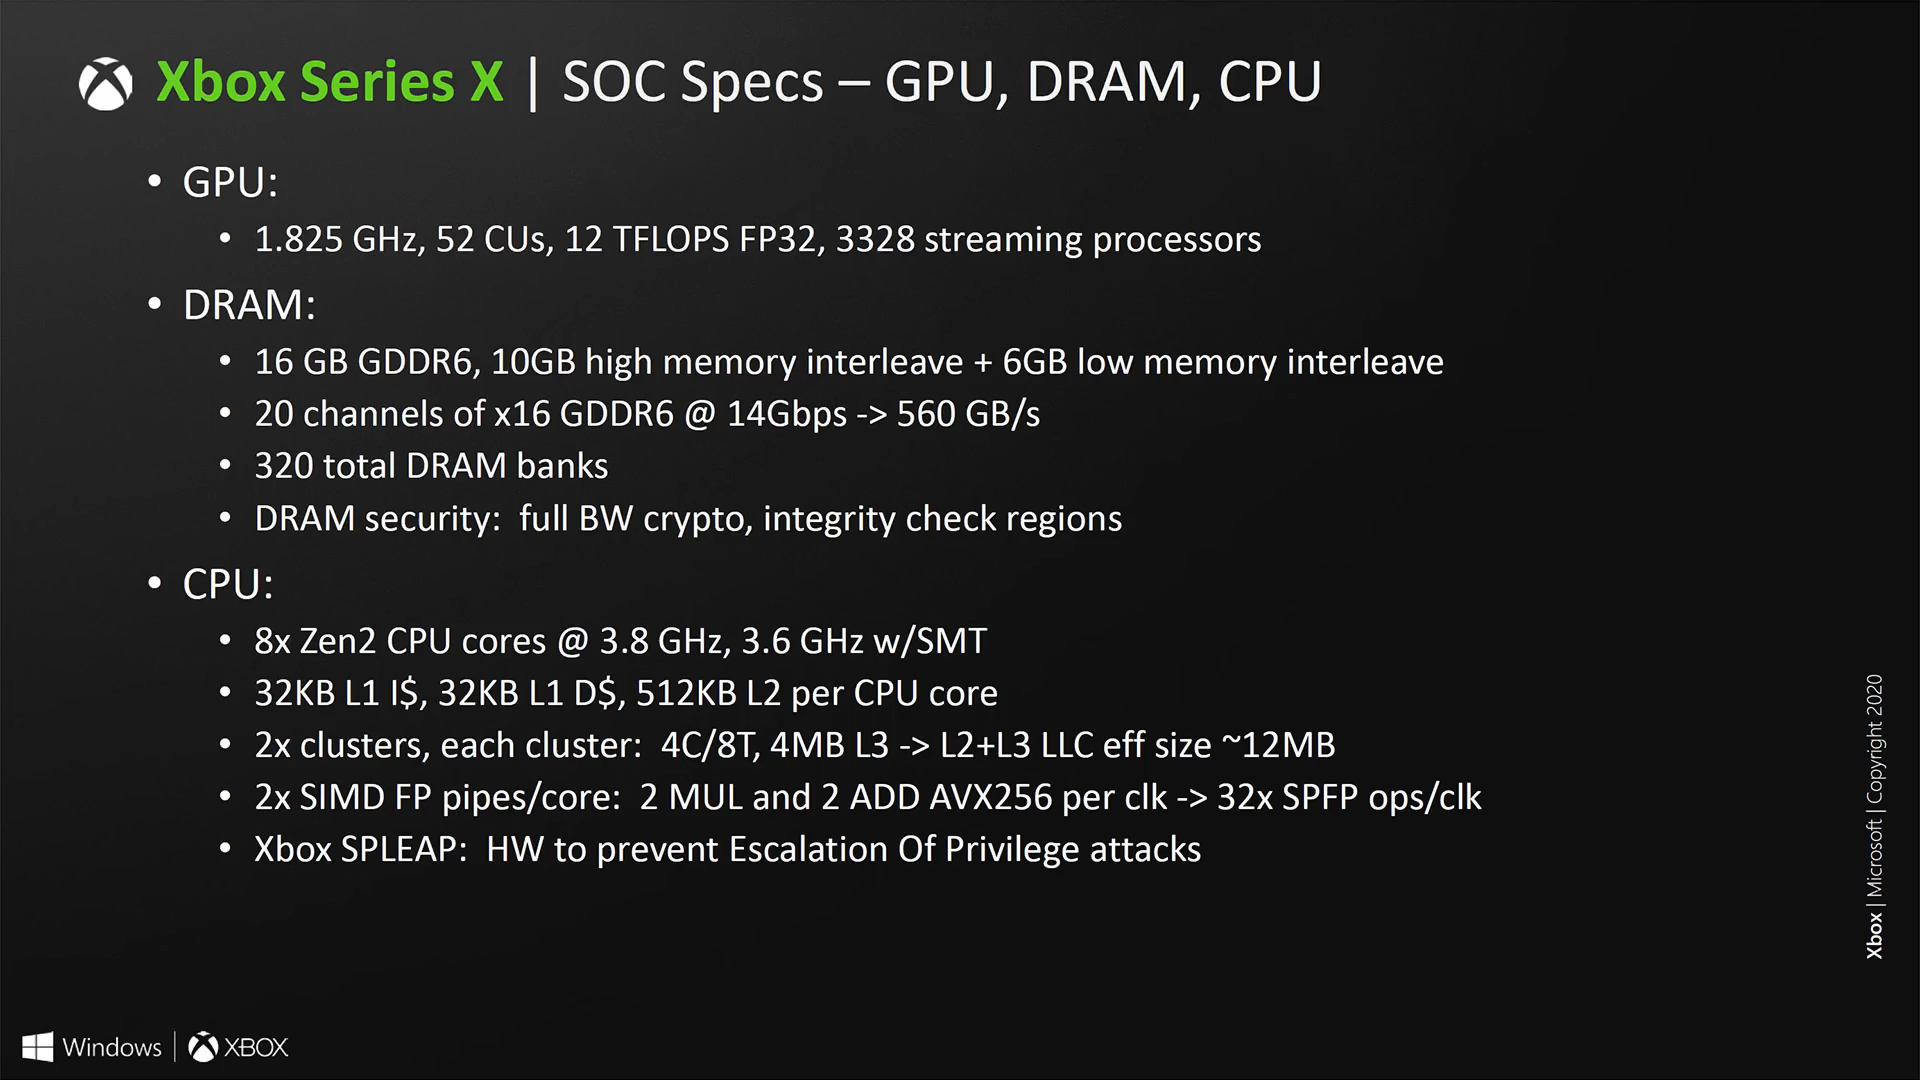 Xbox Series X | SOC Specs – GPU, DRAM, CPU
• GPU:
• 1.825 GHz, 52 CUs, 12 TFLOPS FP32, 3328 streaming processors
• DRAM:
• 16 GB GDDR6, 10GB high memory interleave + 6GB low memory interleave
• 20 channels of x16 GDDR6 @ 14Gbps -> 560 GB/s
• 320 total DRAM banks
• DRAM security:  full BW crypto, integrity check regions
• CPU:
• 8x Zen2 CPU cores @ 3.8 GHz, 3.6 GHz w/SMT
• 32KB L1 I$, 32KB L1 D$, 512KB L2 per CPU core
• 2x clusters, each cluster:  4C/8T, 4MB L3 -> L2+L3 LLC eff size ~12MB
• 2x SIMD FP pipes/core:  2 MUL and 2 ADD AVX256 per clk -> 32x SPFP ops/clk
• Xbox SPLEAP:  HW to prevent Escalation Of Privilege attacks
Xbox | Microsoft | Copyright 2020
Windows | XBOX